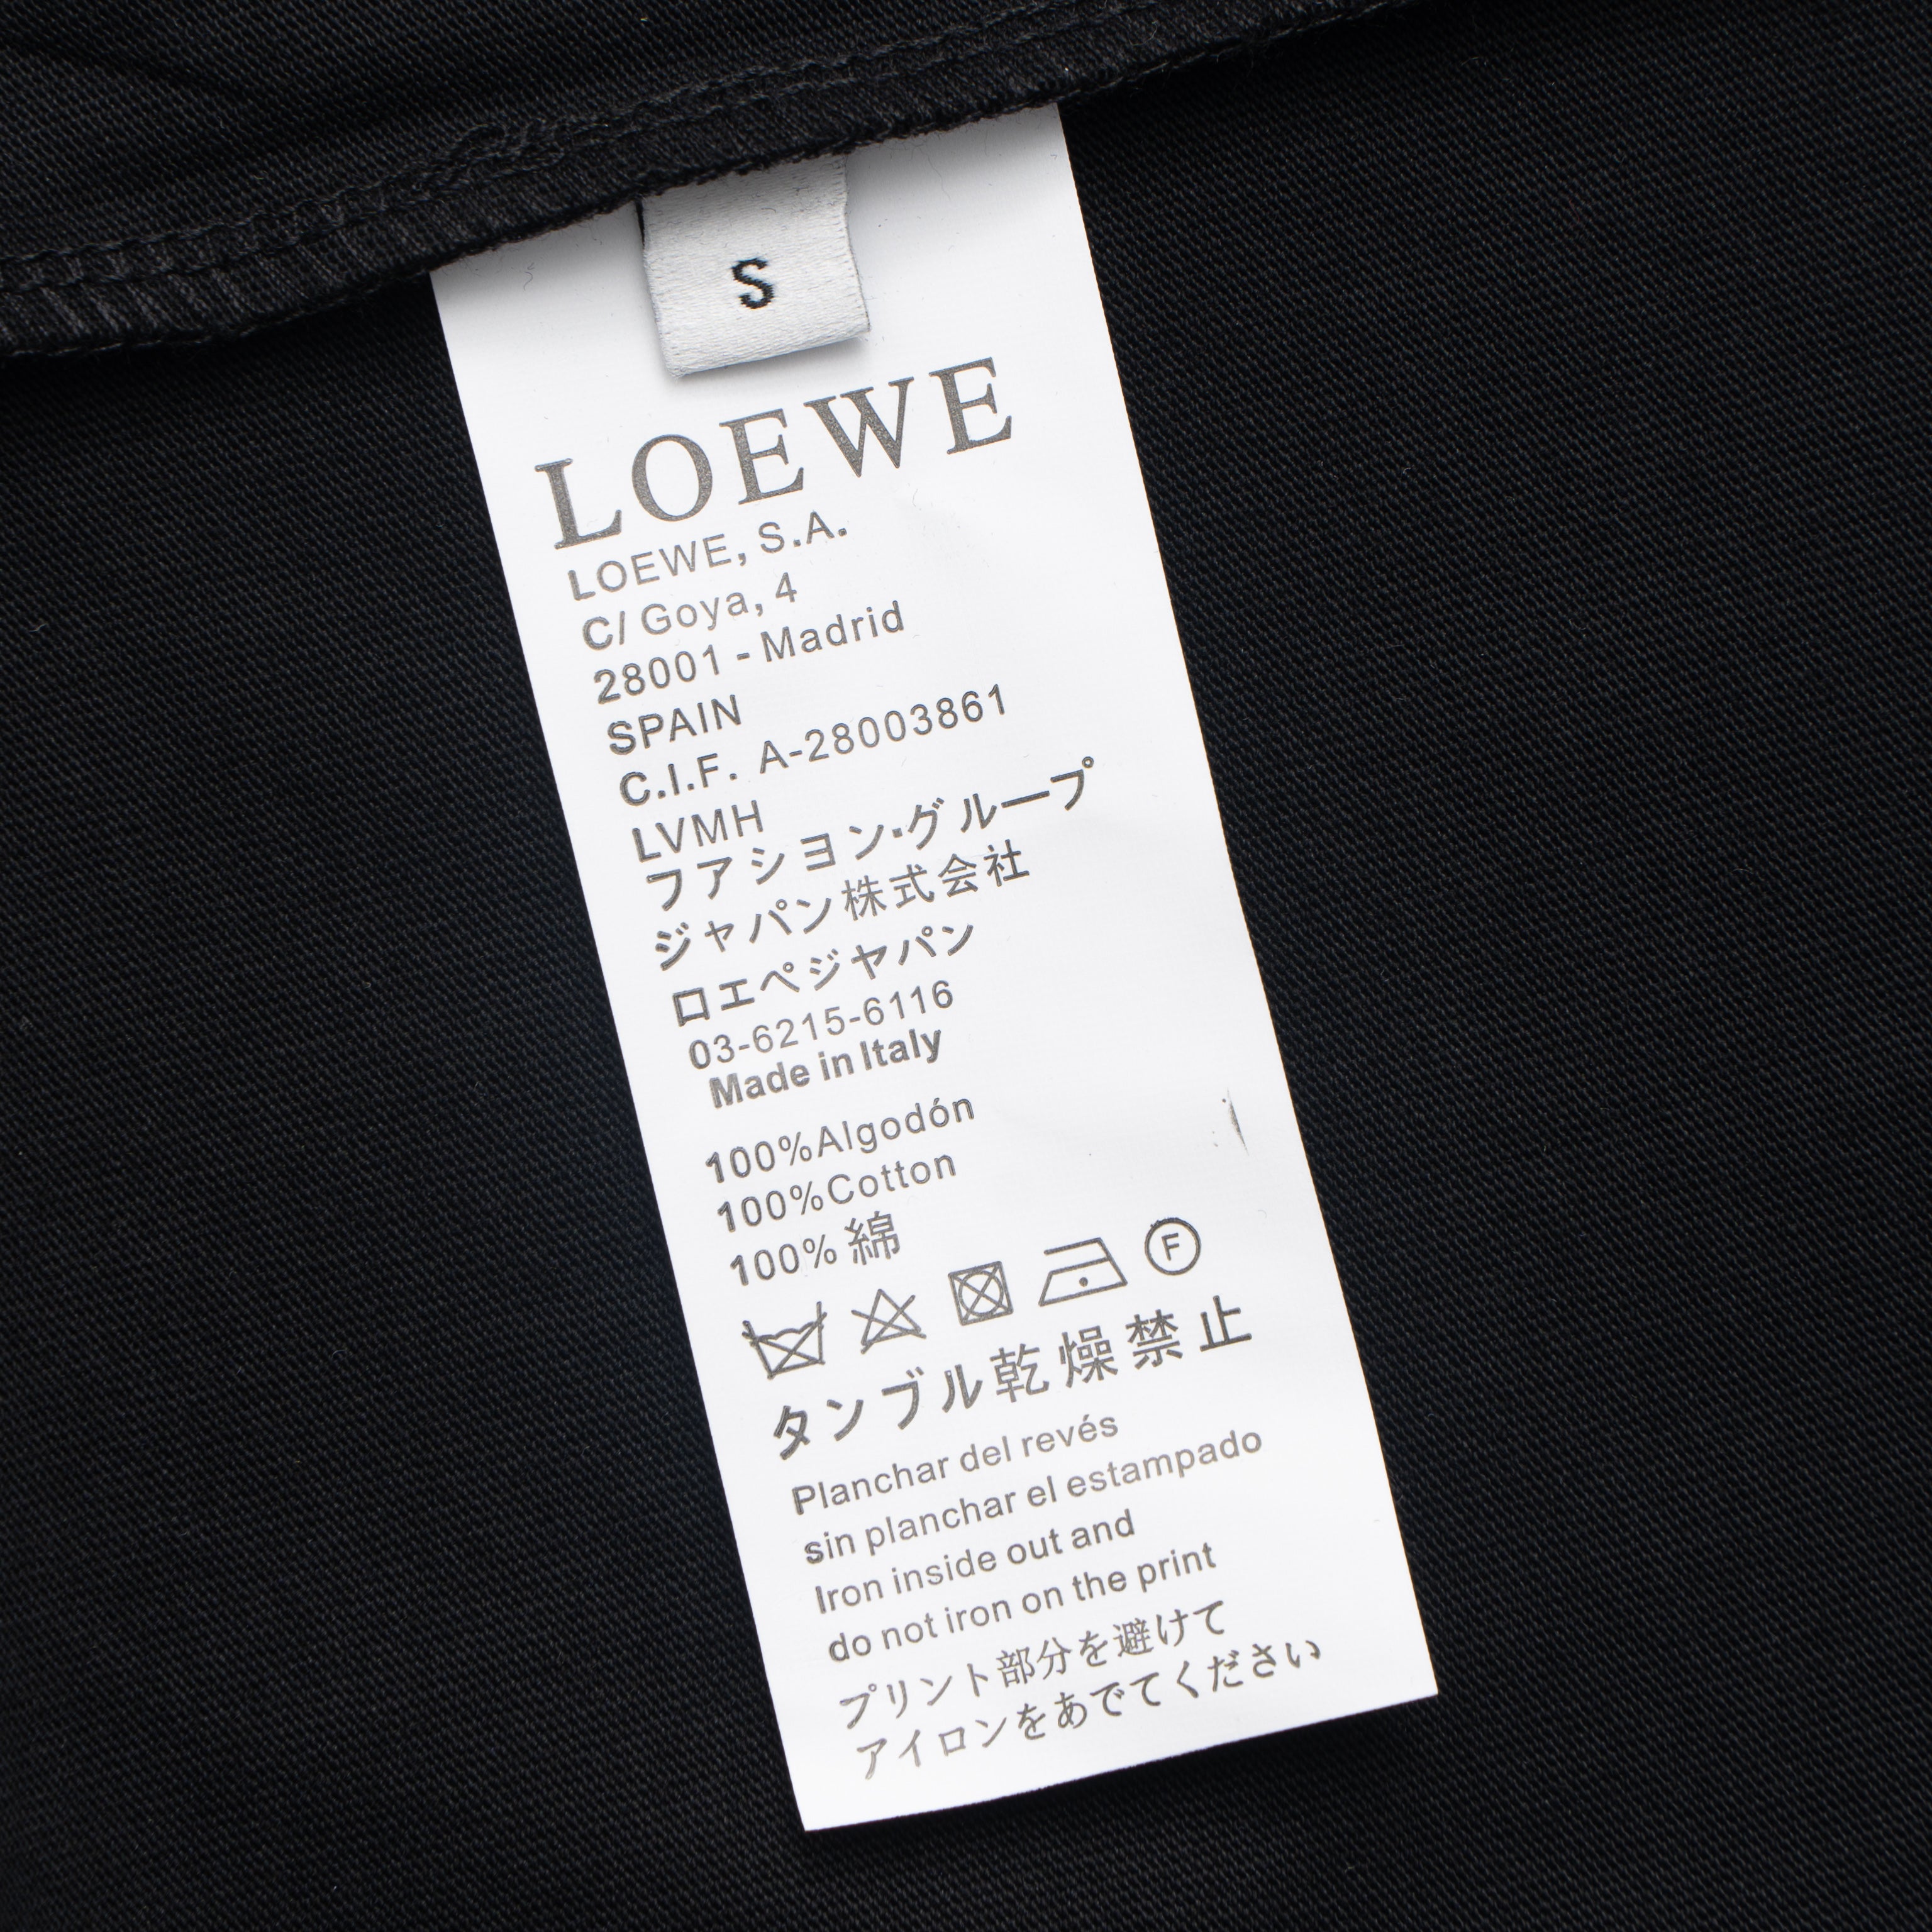 S
LOEWE
LOEWE, S.A.
C/ Goya, 4
28001 - Madrid
SPAIN
C.I.F. A-28003861
LVMH
フアシヨン·グループ
ジャパン株式会社
ロエペジヤパン
03-6215-6116
Made in Italy
100%Algodón
100%Cotton
100% 綿
F
タンブル乾燥禁止
Planchar del revés
sin planchar el estampado
Iron inside out and
do not iron on the print
プリント部分を避けて
アイロンをあでてください